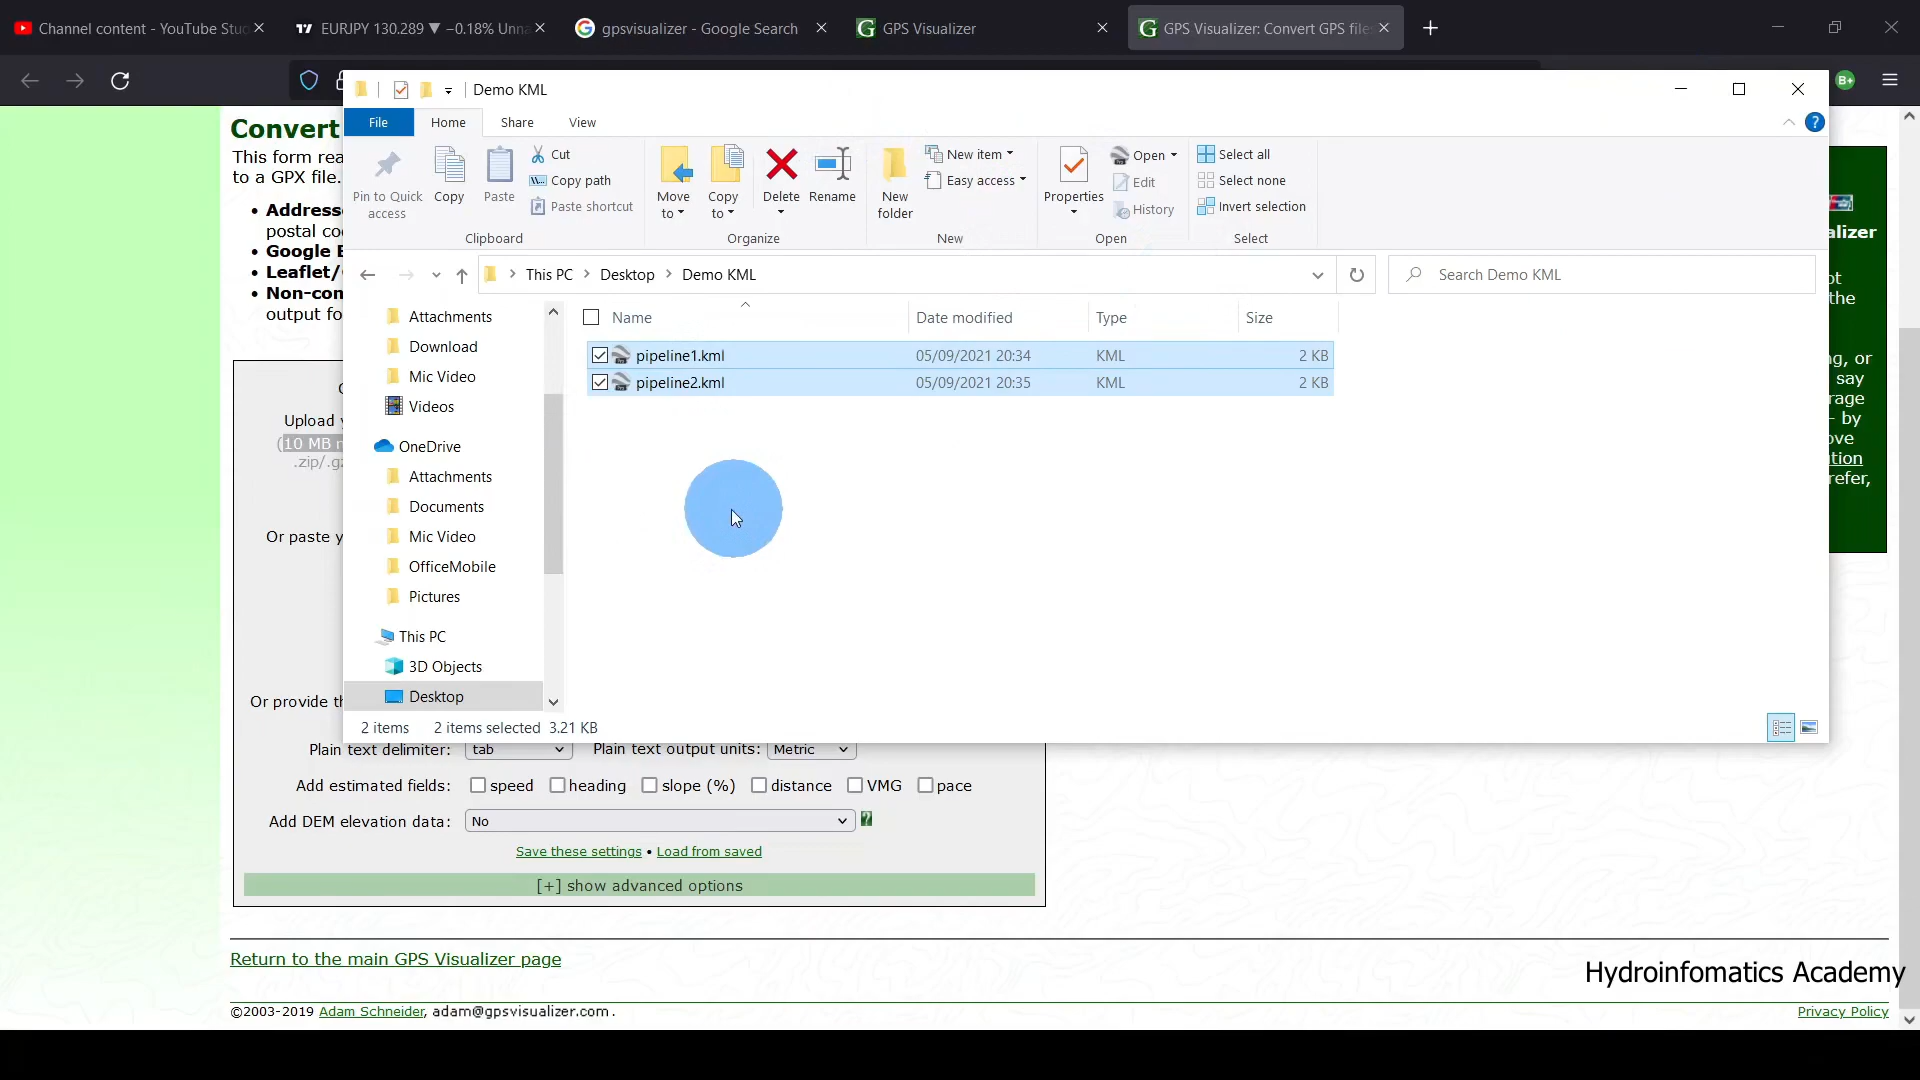 Channel content - YouTube Stu
EURJPY 130.289 ▼ −0.18% Unna
gpsvisualizer - Google Search
GPS Visualizer
GPS Visualizer: Convert GPS file
Demo KML
File
Home
Share
View
Pin to Quick access
Copy
Paste
Cut
Copy path
Paste shortcut
Clipboard
Move to
Copy to
Delete
Rename
Organize
New folder
New item
Easy access
New
Properties
Open
Edit
History
Open
Select all
Select none
Invert selection
Select
This PC
Desktop
Demo KML
Search Demo KML
Attachments
Download
Mic Video
Videos
OneDrive
Attachments
Documents
Mic Video
OfficeMobile
Pictures
This PC
3D Objects
Desktop
Name
Date modified
Type
Size
pipeline1.kml 05/09/2021 20:34 KML 2 KB
pipeline2.kml 05/09/2021 20:35 KML 2 KB
2 items 2 items selected 3.21 KB
Convert
This form rea
to a GPX file.
• Addresse
postal co
• Google E
• Leaflet/
• Non-con
output fo
Upload y
(10 MB m
.zip/.gz
Or paste y
Or provide th
alizer
ot
the
ng, or
say
rage
- by
ove
tion
refer,
Plain text delimiter: tab Plain text output units: Metric
Add estimated fields: speed heading slope (%) distance VMG pace
Add DEM elevation data: No
Save these settings • Load from saved
[+] show advanced options
Return to the main GPS Visualizer page
Hydroinfomatics Academy
©2003-2019 Adam Schneider, adam@gpsvisualizer.com .
Privacy Policy